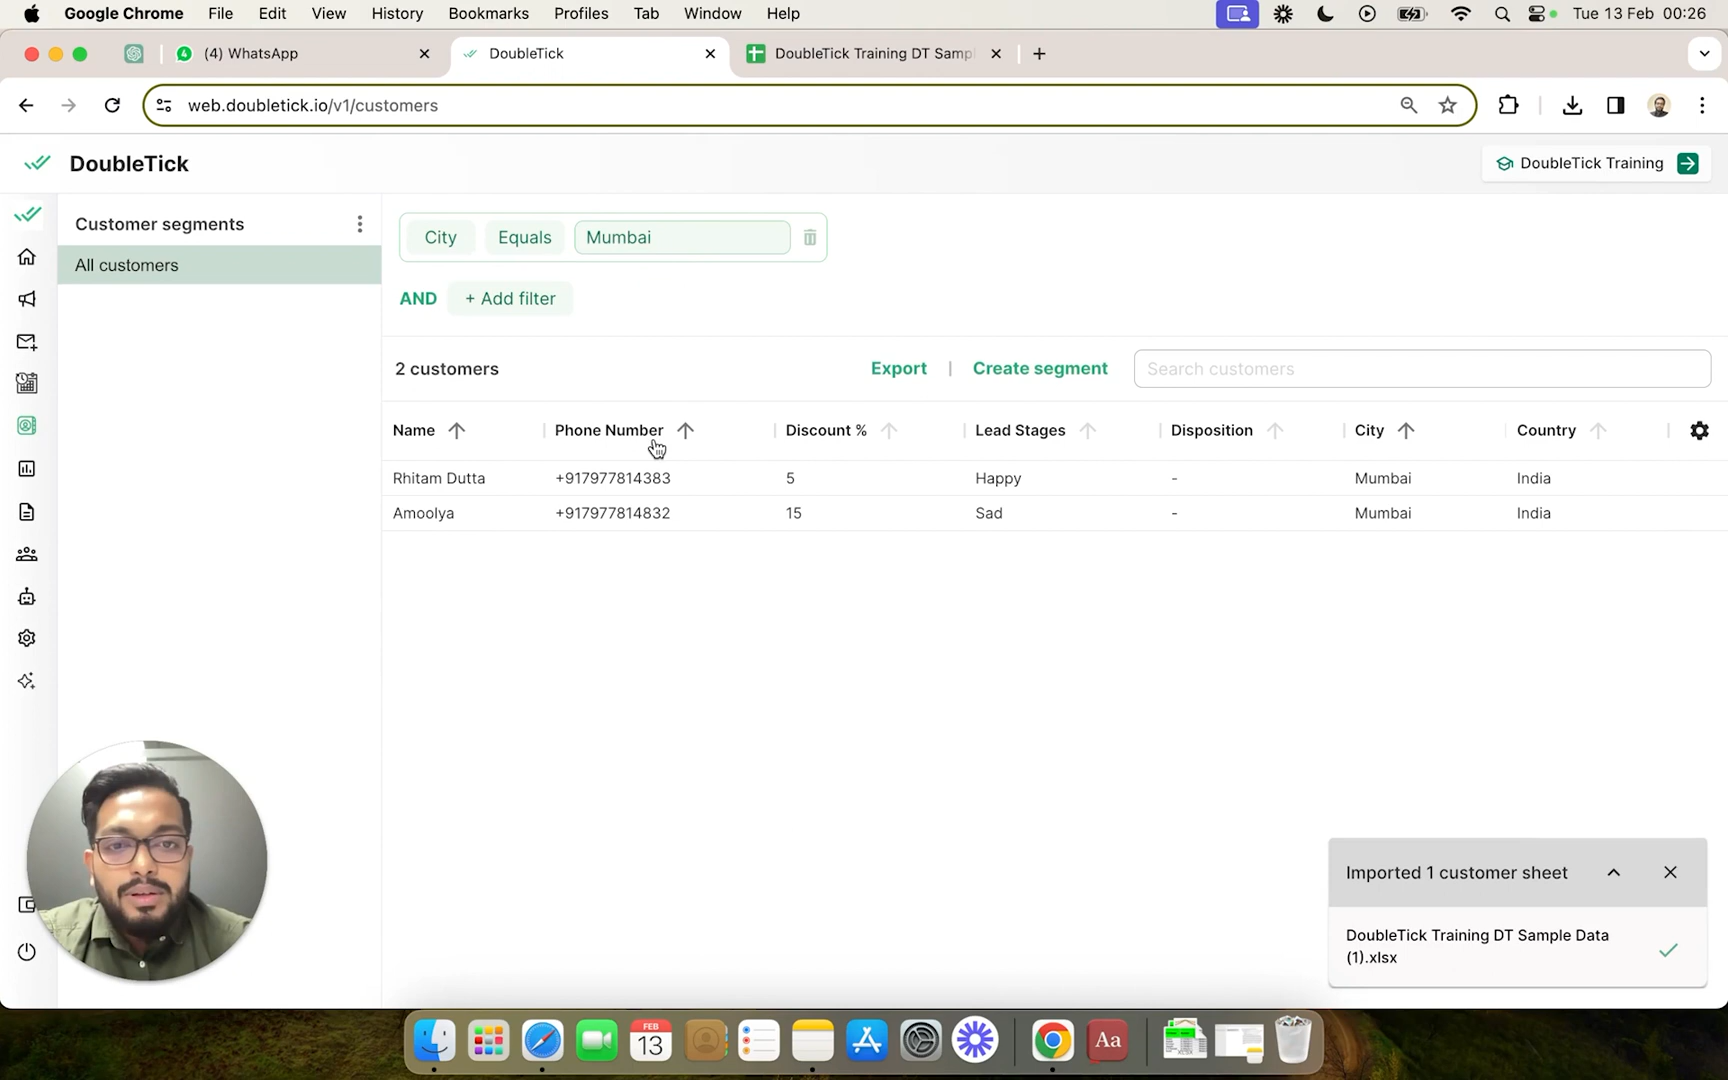 Google Chrome File Edit View History Bookmarks Profiles Tab Window Help Tue 13 Feb 00:26
(4) WhatsApp DoubleTick DoubleTick Training DT Samp
web.doubletick.io/v1/customers
DoubleTick DoubleTick Training
Customer segments
All customers
City Equals Mumbai
AND + Add filter
2 customers Export | Create segment Search customers
Name Phone Number Discount % Lead Stages Disposition City Country
Rhitam Dutta +917977814383 5 Happy - Mumbai India
Amoolya +917977814832 15 Sad - Mumbai India
Imported 1 customer sheet
DoubleTick Training DT Sample Data
(1).xlsx
FEB
13
Aa